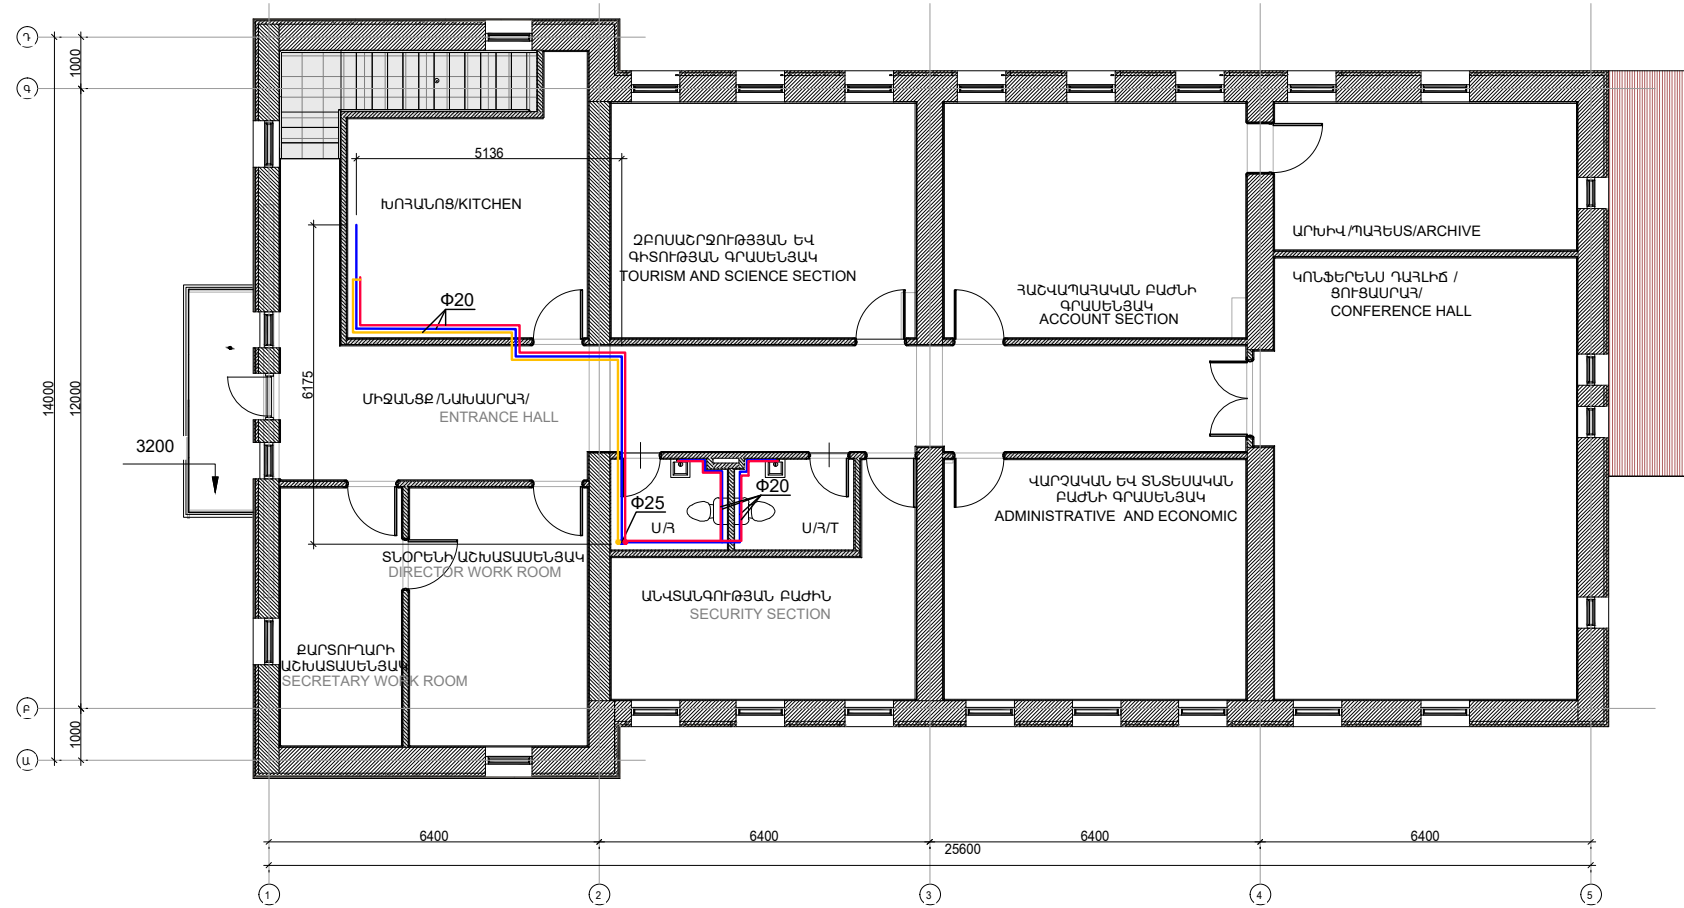 Դ
1000
Գ
5136
ԽՈՀԱՆՈՑ/KITCHEN
ԶԲՈՍԱՇՐՋՈՒԹՅՅԱՆ ԵՎ
ԳԻՏՈՒԹՅԱՆ ԳՐԱՍԵՆՅԱԿ
TOURISM AND SCIENCE SECTION
ԱՐԽԻՎ/ՊԱՀԵՍՏ/ARCHIVE
ԿՈՆՖԵՐԵՆՍ ԴԱՀԼԻՃ /
ՑՈՒՑԱՍՐԱՀ/
CONFERENCE HALL
ՀԱՇՎԱՊԱՀԱԿԱՆ ԲԱԺՆԻ
ԳՐԱՍԵՆՅԱԿ
ACCOUNT SECTION
Φ20
14000
12000
6175
ՄԻՋԱՆՑՔ/ՆԱԽԱՍՐԱՀ/
ENTRANCE HALL
3200
Φ20
Φ25
Ս/Հ
Ս/Հ/Տ
ՎԱՐՉԱԿԱՆ ԵՎ ՏՆՏԵՍԱԿԱՆ
ԲԱԺՆԻ ԳՐԱՍԵՆՅԱԿ
ADMINISTRATIVE AND ECONOMIC
ՏՆՕՐԵՆԻ ԱՇԽԱՏԱՍԵՆՅԱԿ
DIRECTOR WORK ROOM
ԱՆՎՏԱՆԳՈՒԹՅԱՆ ԲԱԺԻՆ
SECURITY SECTION
ՔԱՐՏՈՒՂԱՐԻ
ԱՇԽԱՏԱՍԵՆՅԱԿ
SECRETARY WORK ROOM
Բ
1000
Ա
6400
6400
6400
6400
25600
1
2
3
4
5